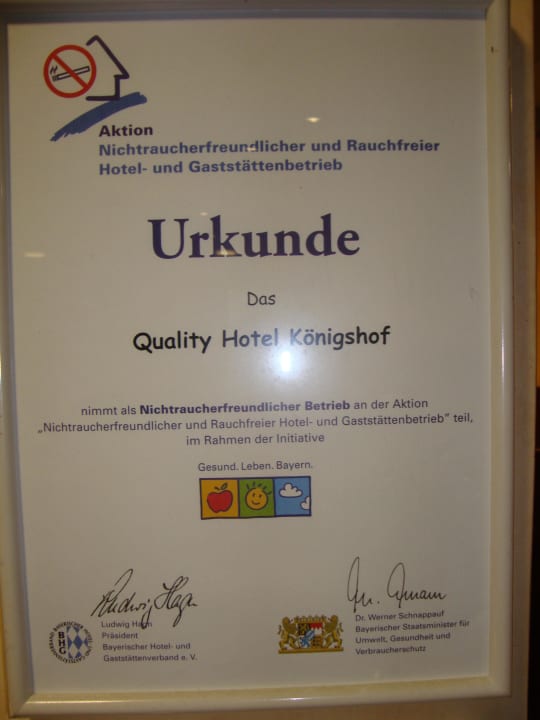 Aktion
Nichtraucherfreundlicher und Rauchfreier
Hotel- und Gaststättenbetrieb
Urkunde
Das
Quality Hotel Königshof
nimmt als Nichtraucherfreundlicher Betrieb an der Aktion
„Nichtraucherfreundlicher und Rauchfreier Hotel- und Gaststättenbetrieb" teil,
im Rahmen der Initiative
Gesund. Leben. Bayern.
Ludwig Hagn
Präsident
Bayerischer Hotel- und
Gaststättenverband e. V.
Dr. Werner Schnappauf
Bayerischer Staatsminister für
Umwelt, Gesundheit und
Verbraucherschutz